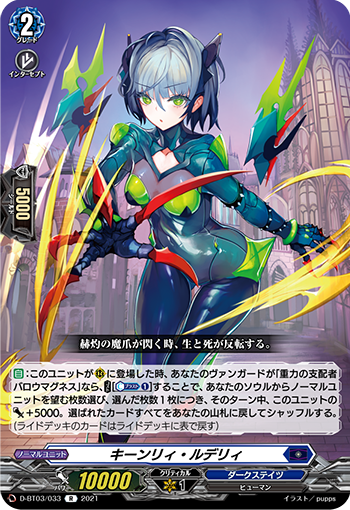 2
グレード
インターセプト
5000
シールド
赫灼の魔爪が閃く時、生と死が反転する。
自:このユニットがRに登場した時、あなたのヴァンガードが「重力の支配者
バロウマグネス」なら、【コスト】[ソウルブラスト1]することで、あなたのソウルからノーマルユ
ニットを望む枚数選び、選んだ枚数1枚につき、そのターン中、このユニット
の+5000。選ばれたカードすべてをあなたの山札に戻してシャッフルする。
(ライドデッキのカードはライドデッキに表で戻す)
ノーマルユニット
キーンリィ・ルデリィ
パワー 10000
クリティカル
1
ダークステイツ
ヒューマン
D-BT03/033 R 2021
イラスト/pupps